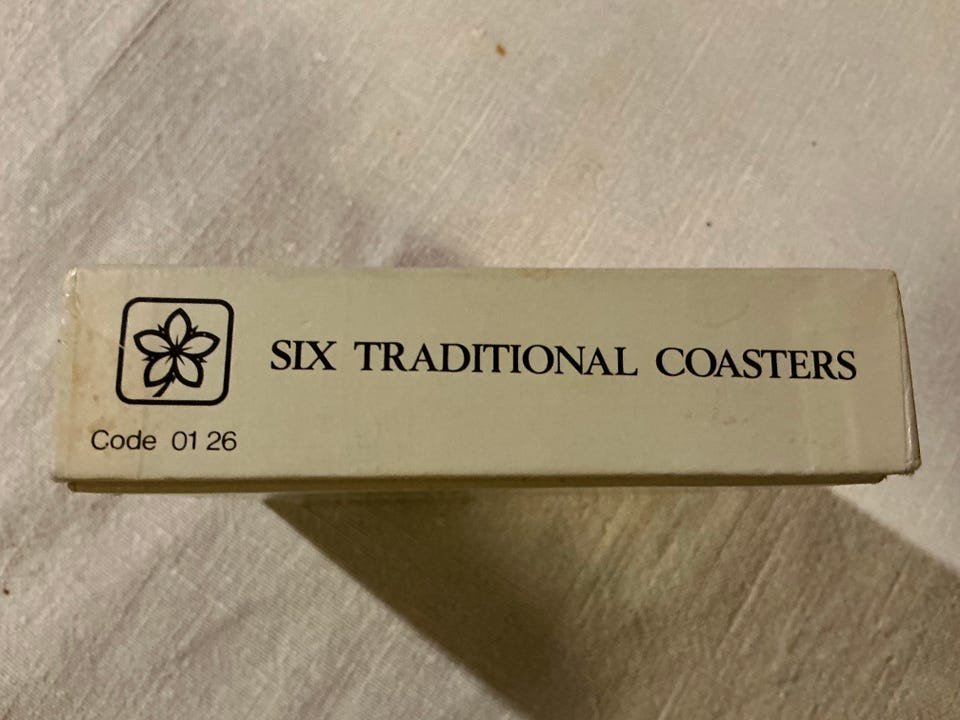 SIX TRADITIONAL COASTERS
Code 01 26